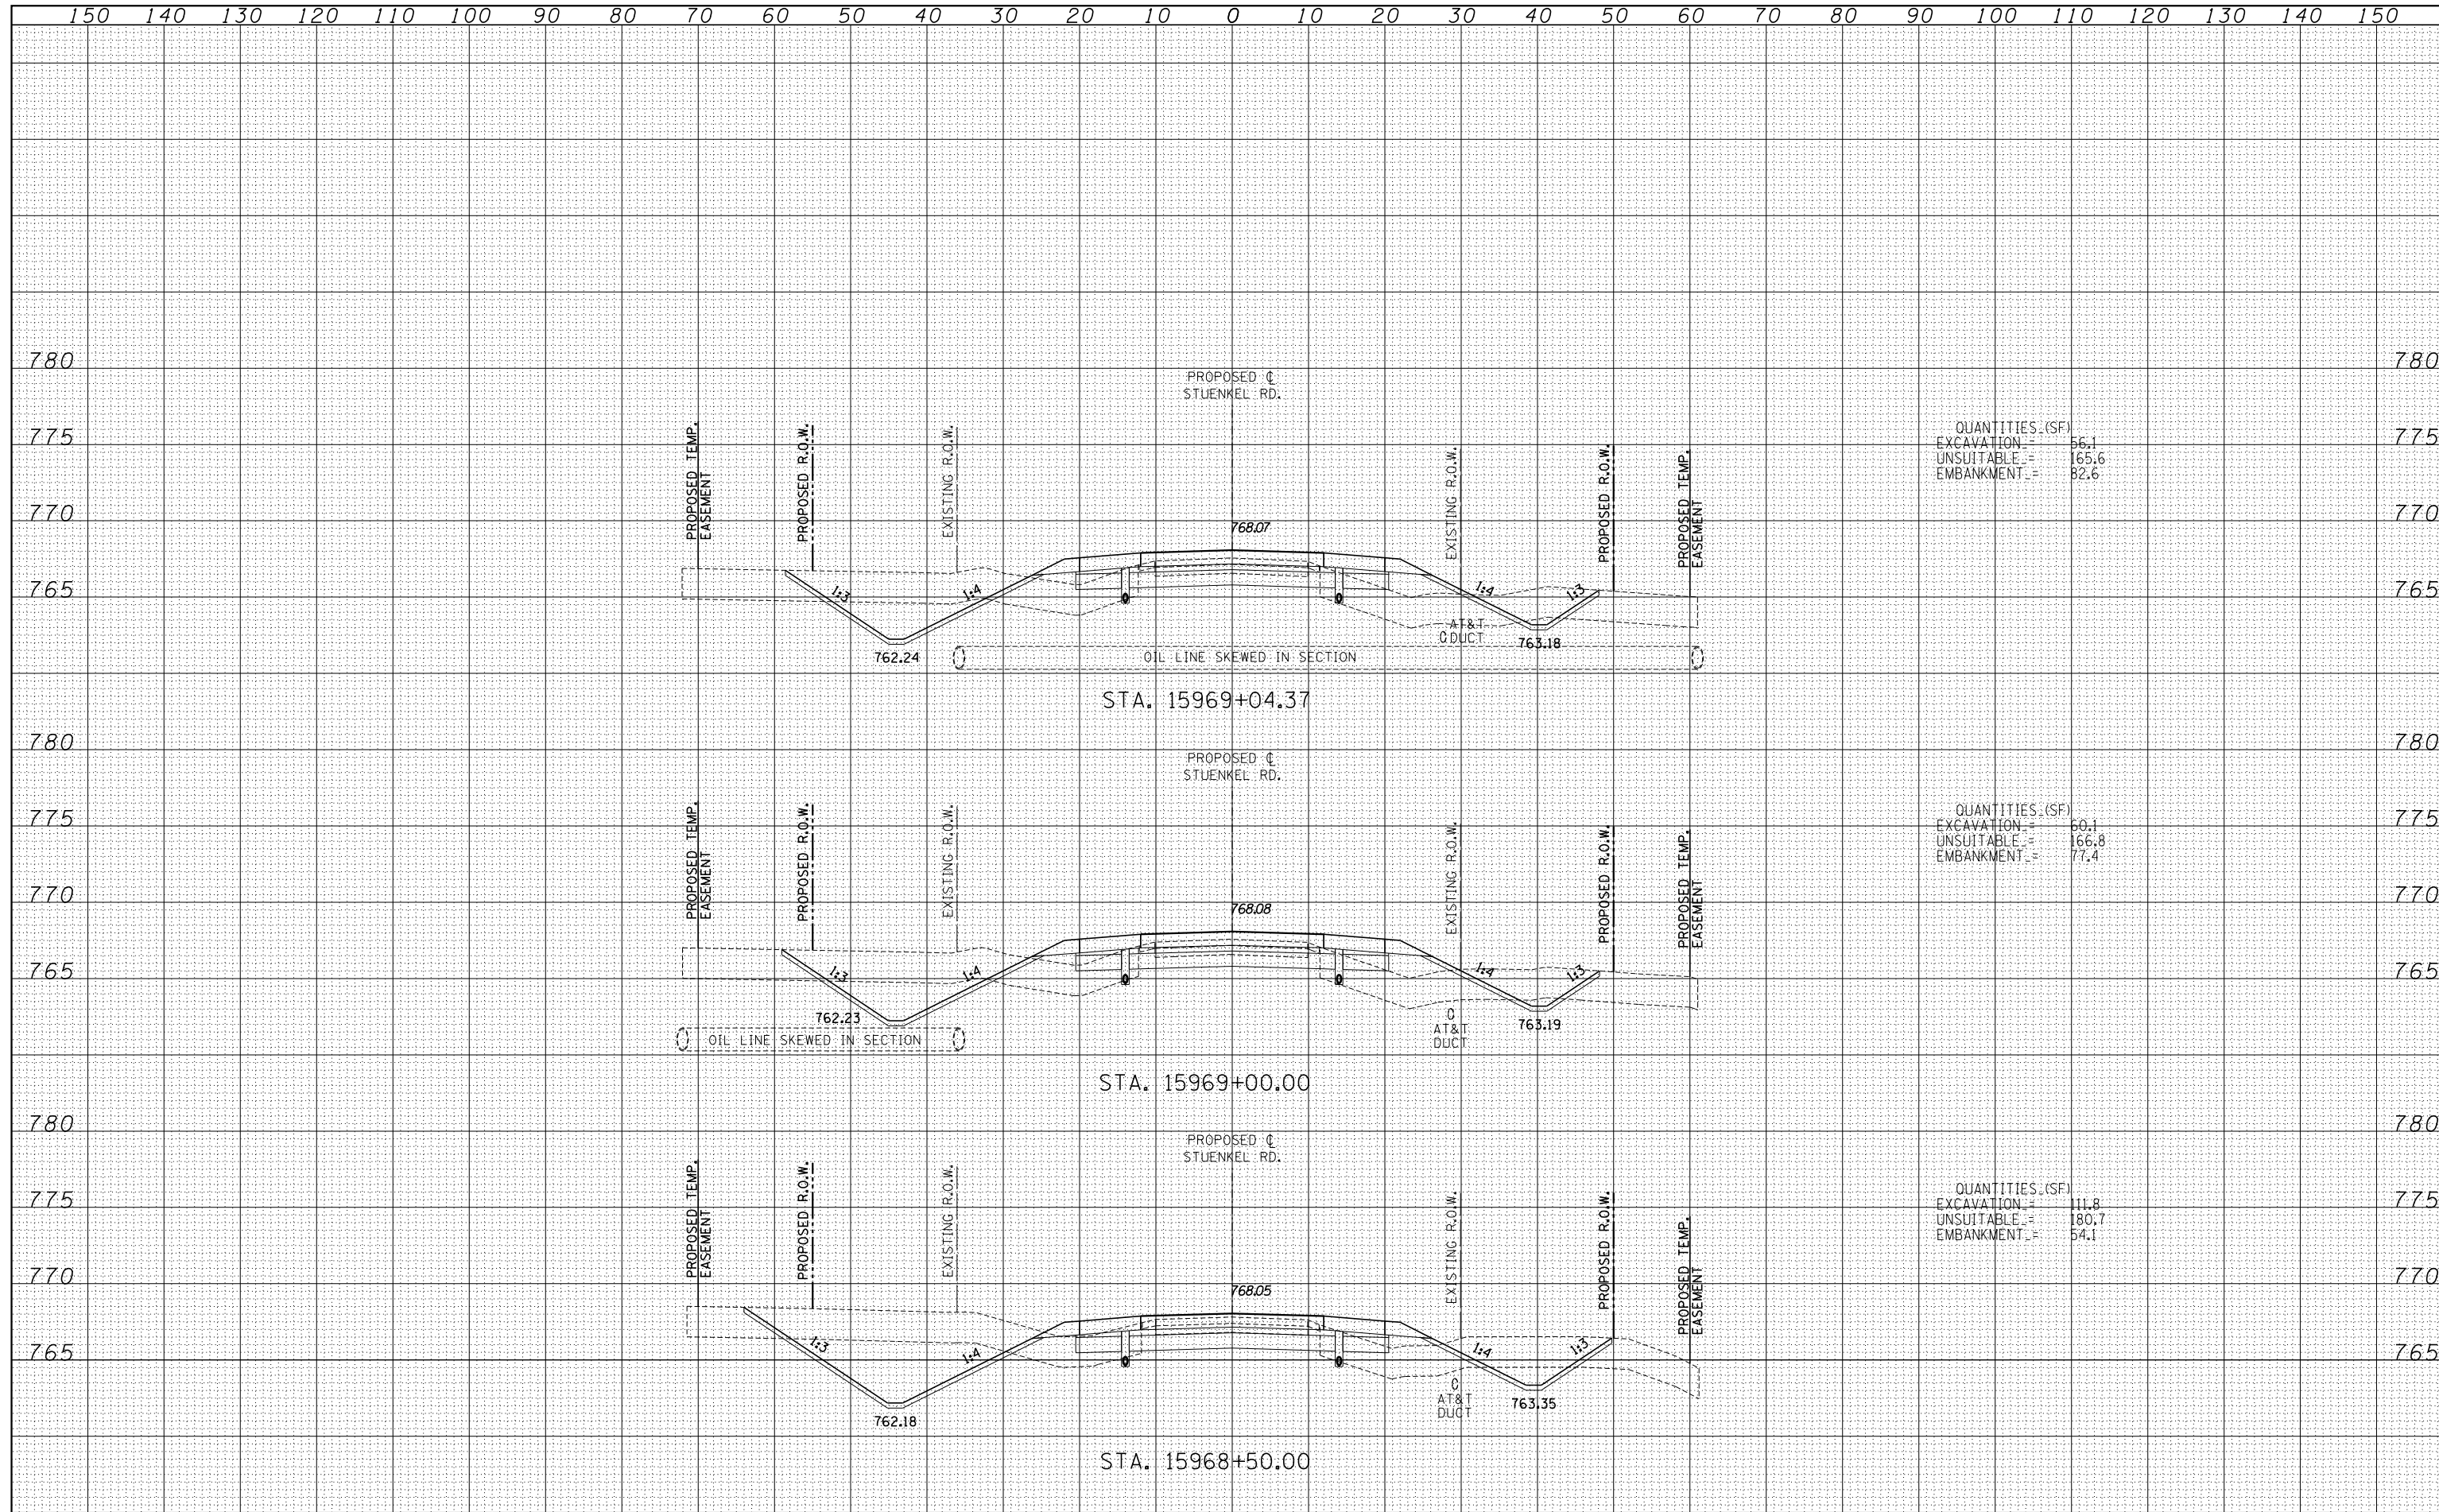 150 140 130 120 110 100 90 80 70 60 50 40 30 20 10 0 10 20 30 40 50 60 70 80 90 100 110 120 130 140 150
780 780
PROPOSED ℄
STUENKEL RD.
775 775
770 770
765 765
PROPOSED TEMP.
EASEMENT
PROPOSED R.O.W.
EXISTING R.O.W.
768.07
EXISTING R.O.W.
PROPOSED R.O.W.
PROPOSED TEMP.
EASEMENT
QUANTITIES (SF)
EXCAVATION = 56.1
UNSUITABLE = 165.6
EMBANKMENT = 82.6
1:3
1:4
1:4
1:3
AT&T
DUCT
762.24
763.18
OIL LINE SKEWED IN SECTION
STA. 15969+04.37
780 780
PROPOSED ℄
STUENKEL RD.
775 775
770 770
765 765
PROPOSED TEMP.
EASEMENT
PROPOSED R.O.W.
EXISTING R.O.W.
768.08
EXISTING R.O.W.
PROPOSED R.O.W.
PROPOSED TEMP.
EASEMENT
QUANTITIES (SF)
EXCAVATION = 60.1
UNSUITABLE = 166.8
EMBANKMENT = 77.4
1:3
1:4
1:4
1:3
762.23
AT&T
DUCT
763.19
OIL LINE SKEWED IN SECTION
STA. 15969+00.00
780 780
PROPOSED ℄
STUENKEL RD.
775 775
770 770
765 765
PROPOSED TEMP.
EASEMENT
PROPOSED R.O.W.
EXISTING R.O.W.
768.05
EXISTING R.O.W.
PROPOSED R.O.W.
PROPOSED TEMP.
EASEMENT
QUANTITIES (SF)
EXCAVATION = 111.8
UNSUITABLE = 180.7
EMBANKMENT = 54.1
1:3
1:4
1:4
1:3
AT&T
DUCT
762.18
763.35
STA. 15968+50.00